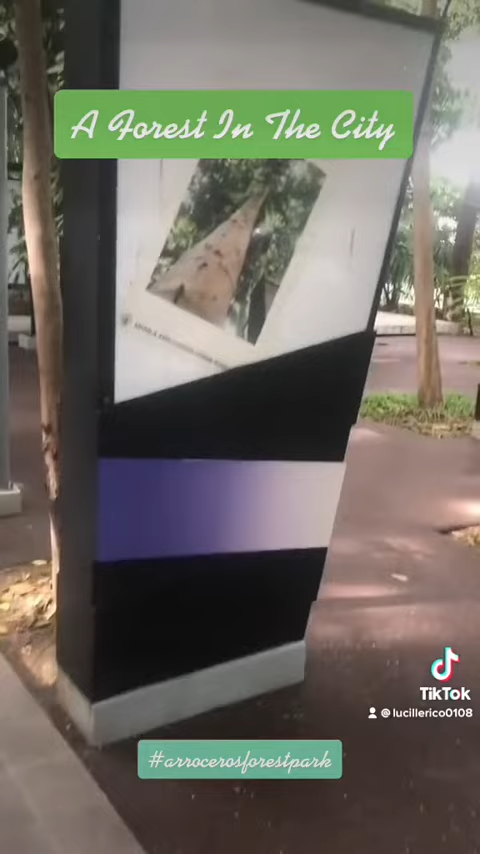 A Forest In The City
TikTok
@lucillerico0108
#arrocerosforestpark